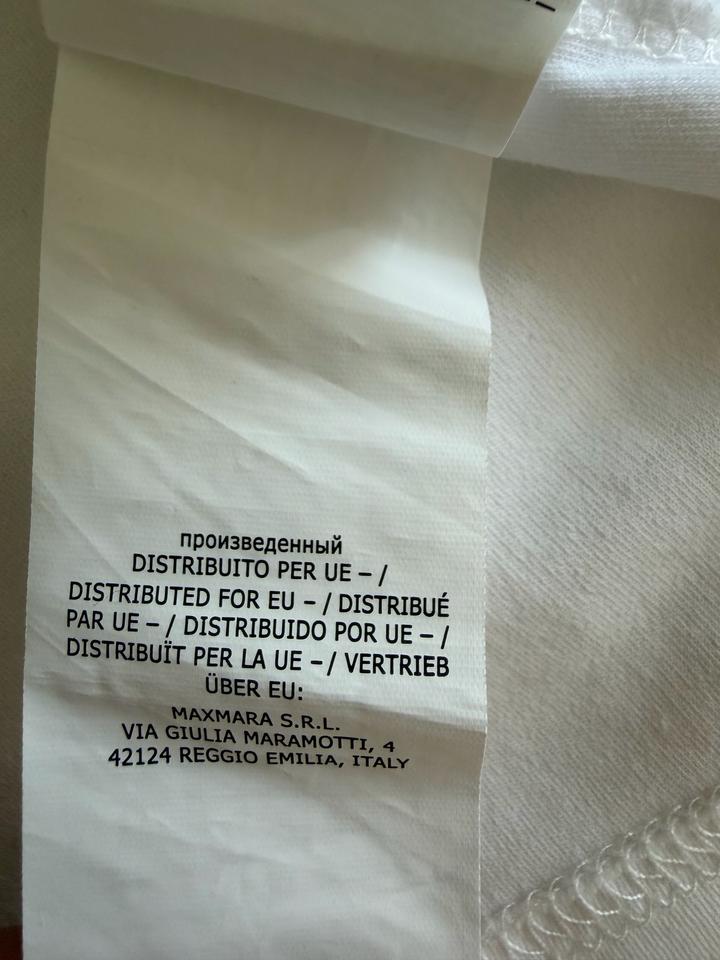 произведенный
DISTRIBUITO PER UE – /
DISTRIBUTED FOR EU – / DISTRIBUÉ
PAR UE – / DISTRIBUIDO POR UE – /
DISTRIBUÏT PER LA UE – / VERTRIEB
ÜBER EU:
MAXMARA S.R.L.
VIA GIULIA MARAMOTTI, 4
42124 REGGIO EMILIA, ITALY